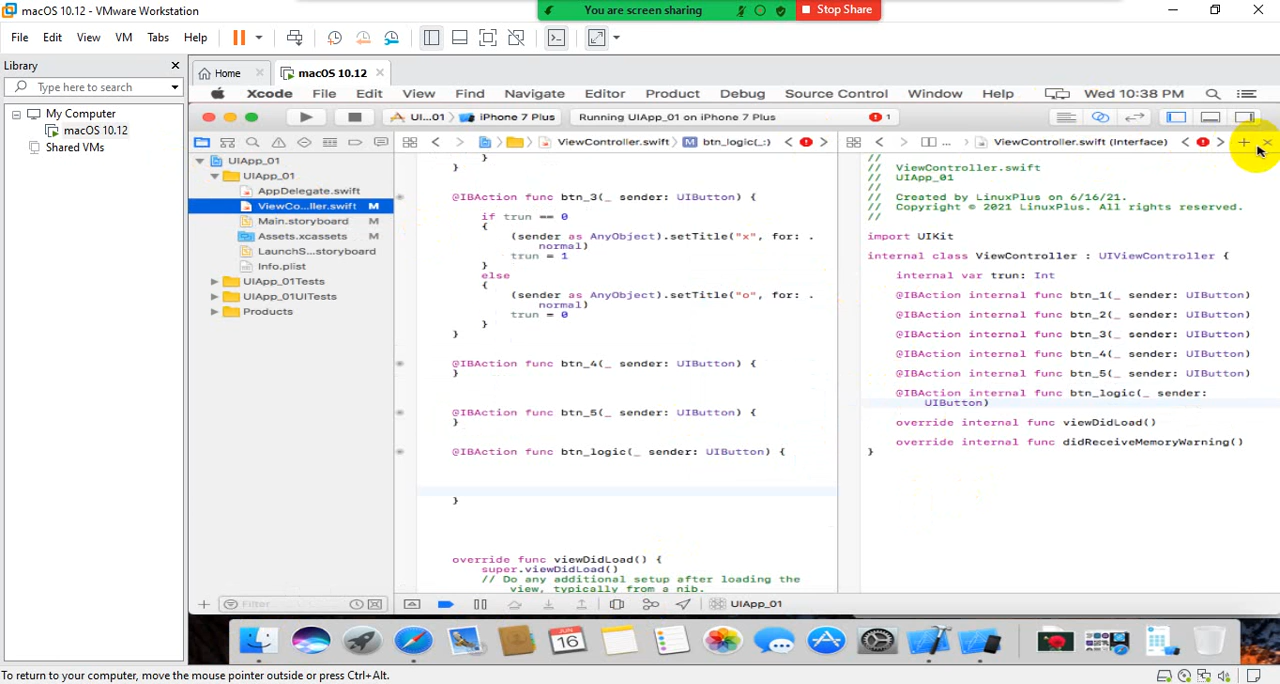 macOS 10.12 - VMware Workstation
You are screen sharing
Stop Share
File Edit View VM Tabs Help
Library
Type here to search
My Computer
macOS 10.12
Shared VMs
Home
macOS 10.12
Xcode File Edit View Find Navigate Editor Product Debug Source Control Window Help Wed 10:38 PM
UI...01 iPhone 7 Plus
Running UIApp_01 on iPhone 7 Plus
1
ViewController.swift
M btn_logic(_:)
... ViewController.swift (Interface)
UIApp_01
UIApp_01
AppDelegate.swift
ViewCo...ller.swift M
Main.storyboard M
Assets.xcassets M
LaunchS...storyboard
Info.plist
UIApp_01Tests
UIApp_01UITests
Products
Filter
}
}
@IBAction func btn_3(_ sender: UIButton) {
if trun == 0
{
(sender as AnyObject).setTitle("x", for: .
normal)
trun = 1
}
else
{
(sender as AnyObject).setTitle("o", for: .
normal)
trun = 0
}
}
@IBAction func btn_4(_ sender: UIButton) {
}
@IBAction func btn_5(_ sender: UIButton) {
}
@IBAction func btn_logic(_ sender: UIButton) {
}
override func viewDidLoad() {
super.viewDidLoad()
// Do any additional setup after loading the
view, typically from a nib.
UIApp_01
//
// ViewController.swift
// UIApp_01
//
// Created by LinuxPlus on 6/16/21.
// Copyright © 2021 LinuxPlus. All rights reserved.
//
import UIKit
internal class ViewController : UIViewController {
internal var trun: Int
@IBAction internal func btn_1(_ sender: UIButton)
@IBAction internal func btn_2(_ sender: UIButton)
@IBAction internal func btn_3(_ sender: UIButton)
@IBAction internal func btn_4(_ sender: UIButton)
@IBAction internal func btn_5(_ sender: UIButton)
@IBAction internal func btn_logic(_ sender:
UIButton)
override internal func viewDidLoad()
override internal func didReceiveMemoryWarning()
}
JUN
16
To return to your computer, move the mouse pointer outside or press Ctrl+Alt.